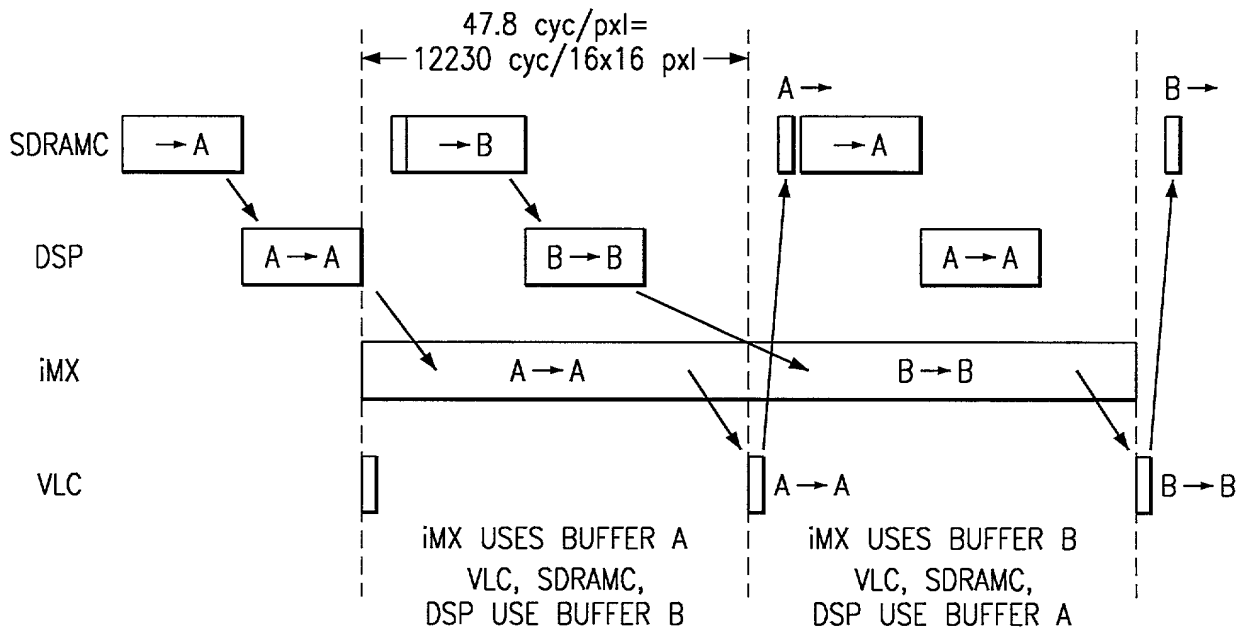 47.8 cyc/pxl=
12230 cyc/16x16 pxl
A → B →
SDRAMC → A → B → A
DSP A → A B → B A → A
iMX A → A B → B
VLC A → A B → B
iMX USES BUFFER A
VLC, SDRAMC,
DSP USE BUFFER B
iMX USES BUFFER B
VLC, SDRAMC,
DSP USE BUFFER A